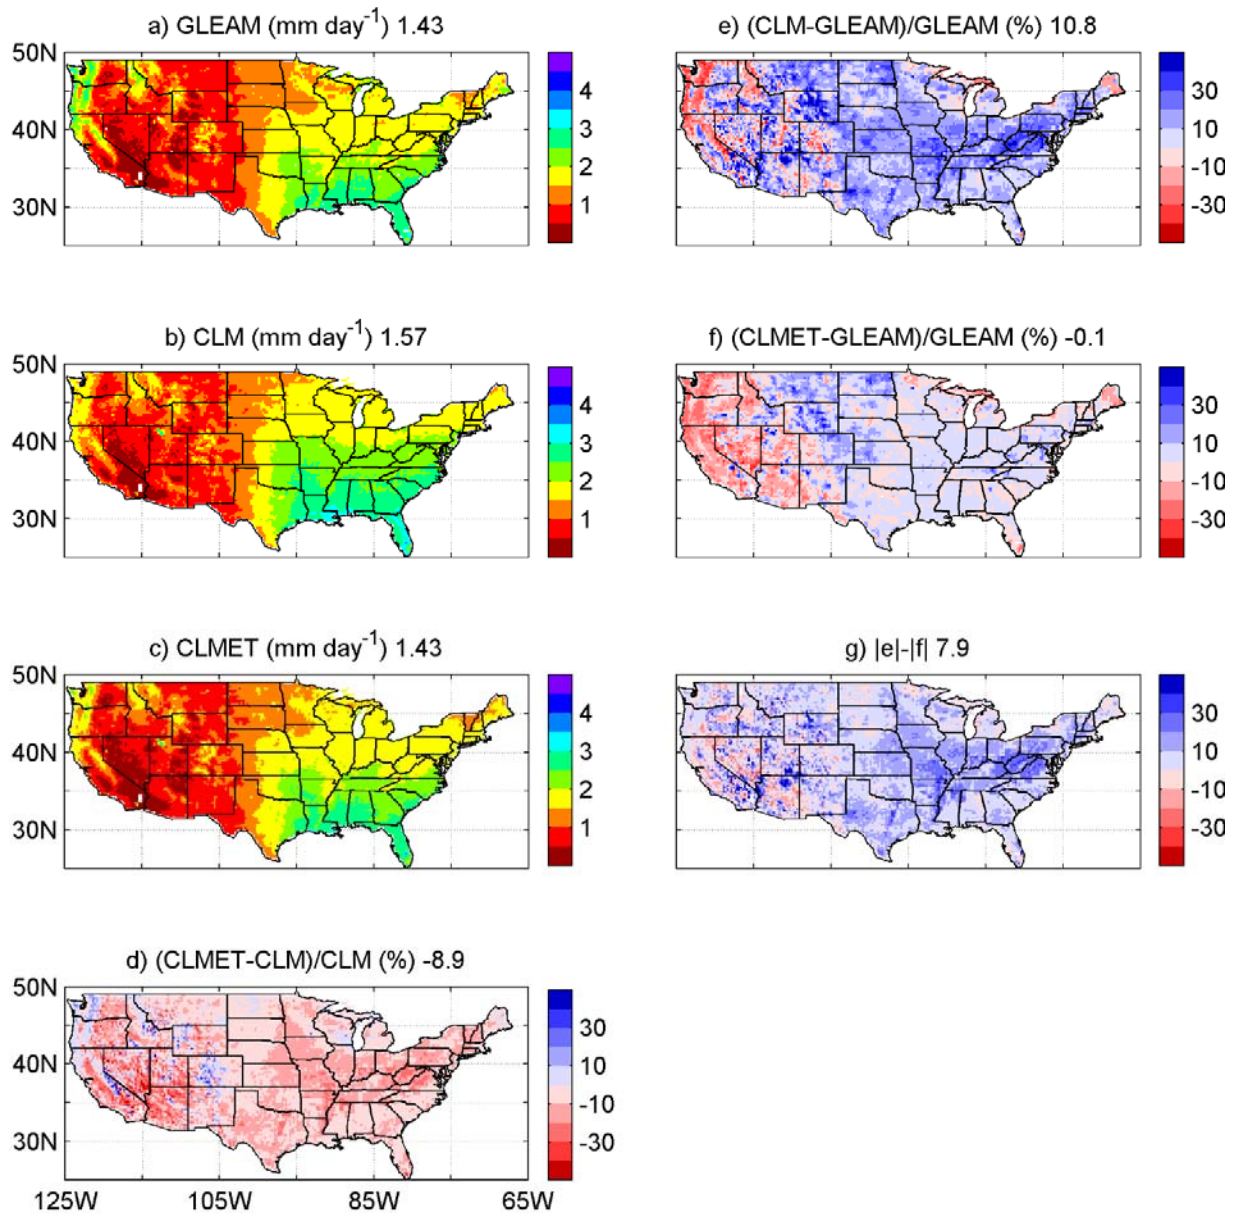 a) GLEAM (mm day-1) 1.43
50N
40N
30N
4
3
2
1
b) CLM (mm day-1) 1.57
50N
40N
30N
4
3
2
1
c) CLMET (mm day-1) 1.43
50N
40N
30N
4
3
2
1
d) (CLMET-CLM)/CLM (%) -8.9
50N
40N
30N
125W 105W 85W 65W
30
10
-10
-30
e) (CLM-GLEAM)/GLEAM (%) 10.8
30
10
-10
-30
f) (CLMET-GLEAM)/GLEAM (%) -0.1
30
10
-10
-30
g) |e|-|f| 7.9
30
10
-10
-30